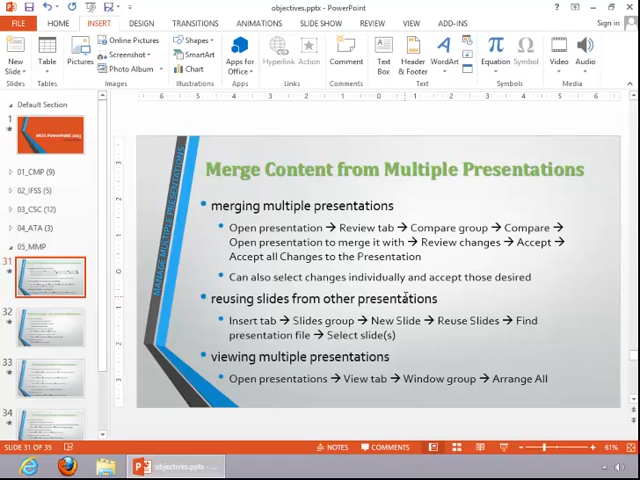 objectives.pptx - PowerPoint
FILE HOME INSERT DESIGN TRANSITIONS ANIMATIONS SLIDE SHOW REVIEW VIEW ADD-INS Sign in
New Slide
Slides
Table
Tables
Pictures
Online Pictures
Screenshot
Photo Album
Images
Shapes
SmartArt
Chart
Illustrations
Apps for Office
Apps
Hyperlink
Action
Links
Comment
Comments
Text Box
Header & Footer
WordArt
Text
Equation
Symbol
Symbols
Video
Audio
Media
Default Section
1
01_CMP (9)
02_IFSS (5)
03_CSC (12)
04_ATA (3)
05_MMP
31
32
33
34
MANAGE MULTIPLE PRESENTATIONS
Merge Content from Multiple Presentations
• merging multiple presentations
• Open presentation → Review tab → Compare group → Compare →
Open presentation to merge it with → Review changes → Accept →
Accept all Changes to the Presentation
• Can also select changes individually and accept those desired
• reusing slides from other presentations
• Insert tab → Slides group → New Slide → Reuse Slides → Find
presentation file → Select slide(s)
• viewing multiple presentations
• Open presentations → View tab → Window group → Arrange All
SLIDE 31 OF 35 NOTES COMMENTS 61%
objectives.pptx - ...